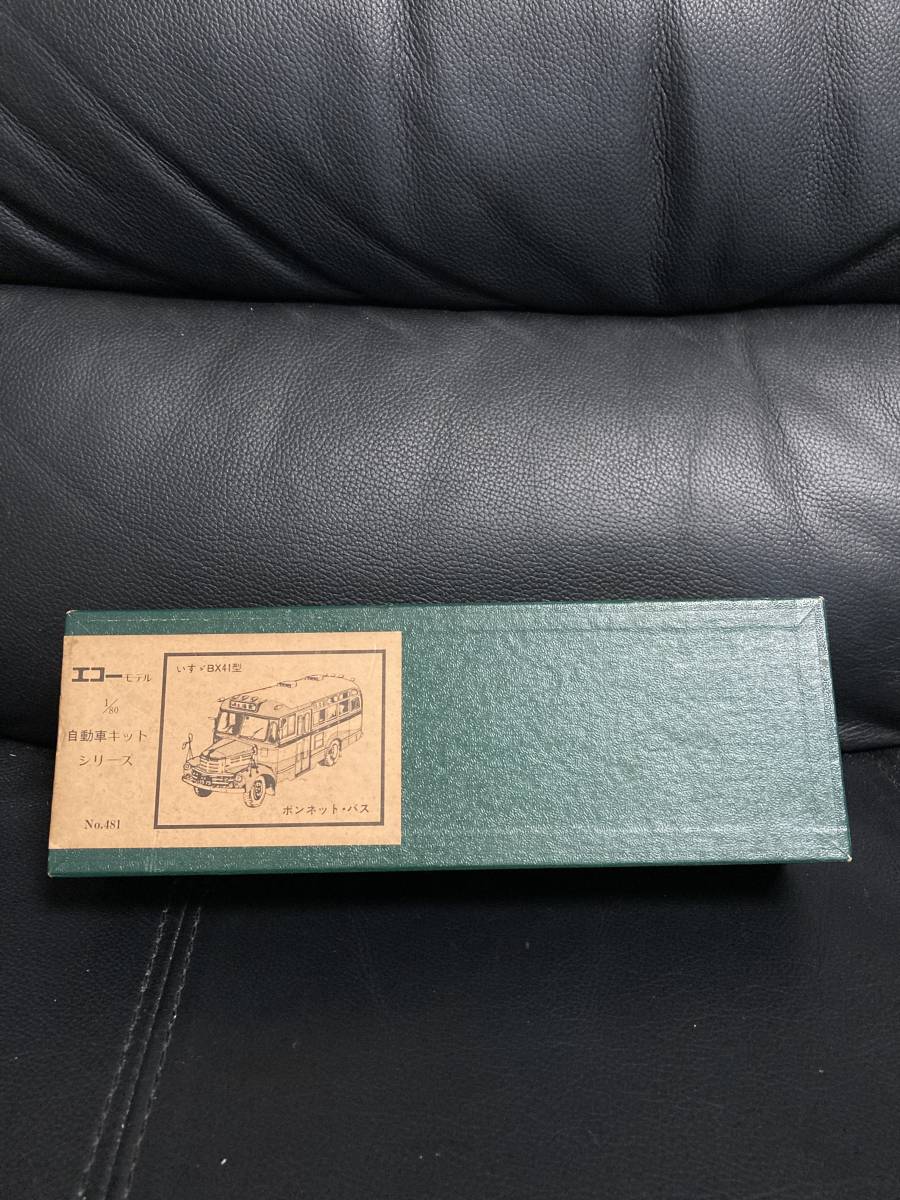 エコーモデル
1/80
自動車キット
シリーズ
No.481
いすゞBX41型
ボンネット・バス